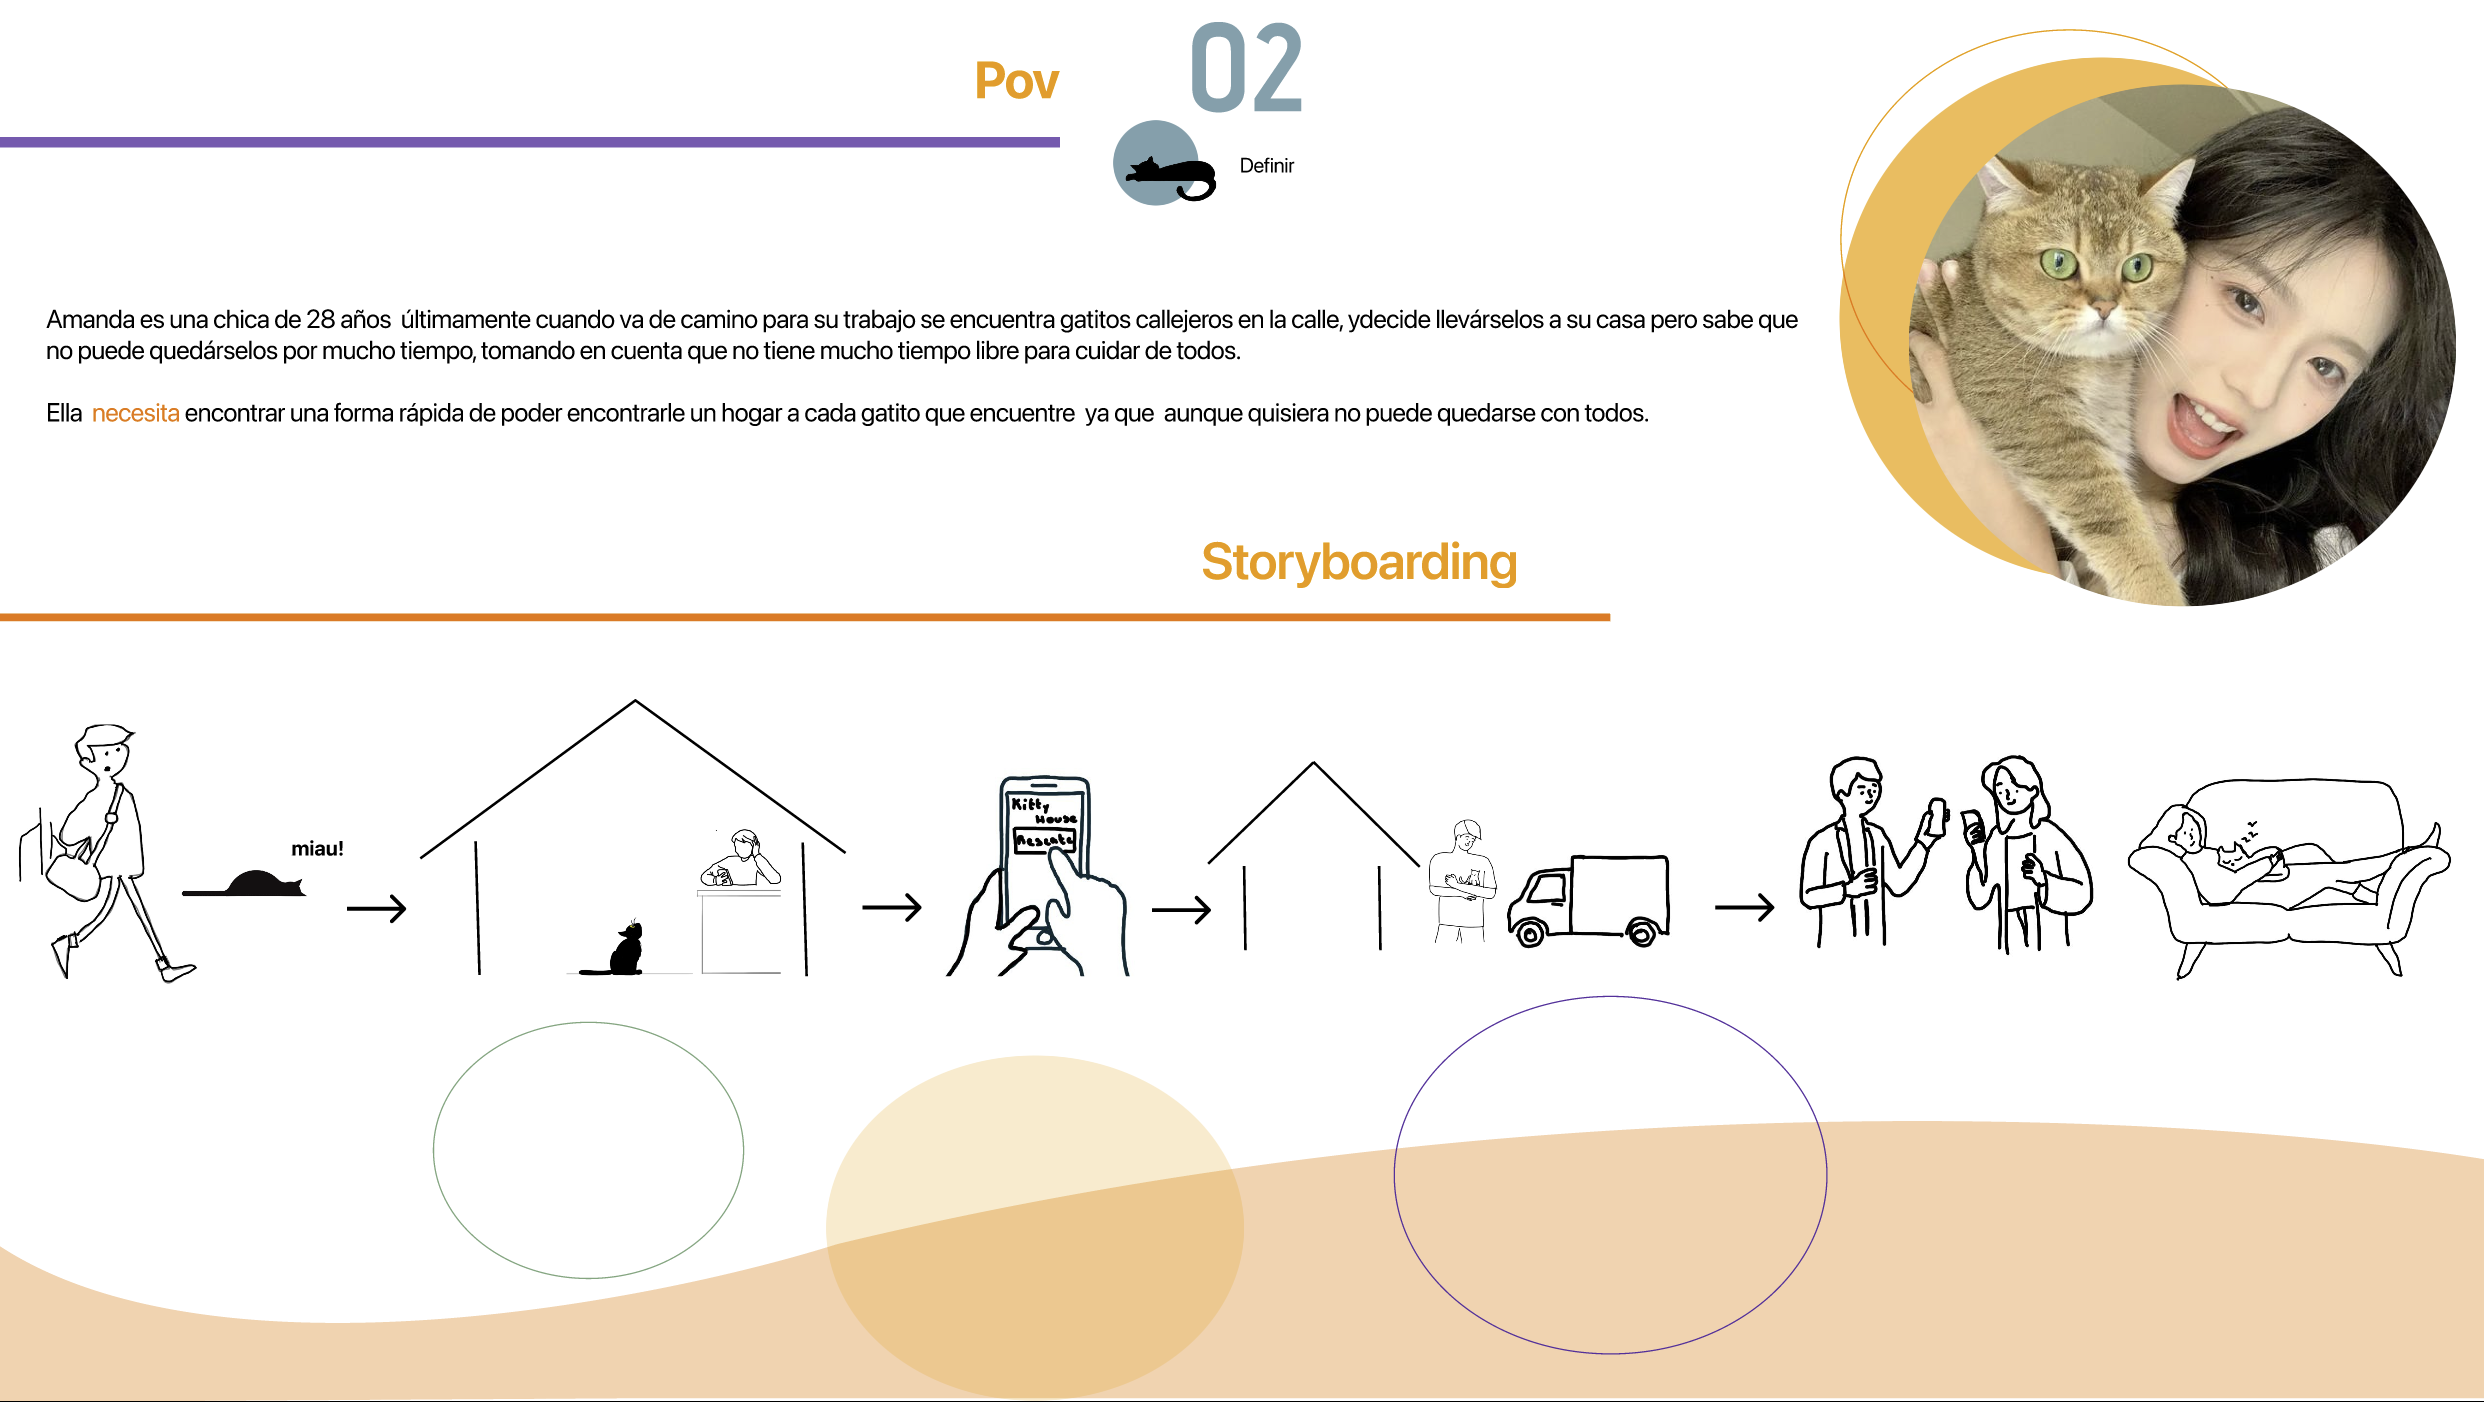 Pov
02
Definir
Amanda es una chica de 28 años  últimamente cuando va de camino para su trabajo se encuentra gatitos callejeros en la calle, ydecide llevárselos a su casa pero sabe que
no puede quedárselos por mucho tiempo, tomando en cuenta que no tiene mucho tiempo libre para cuidar de todos.
Ella  necesita encontrar una forma rápida de poder encontrarle un hogar a cada gatito que encuentre  ya que  aunque quisiera no puede quedarse con todos.
Storyboarding
miau!
Kitty
House
Rescate
zzz